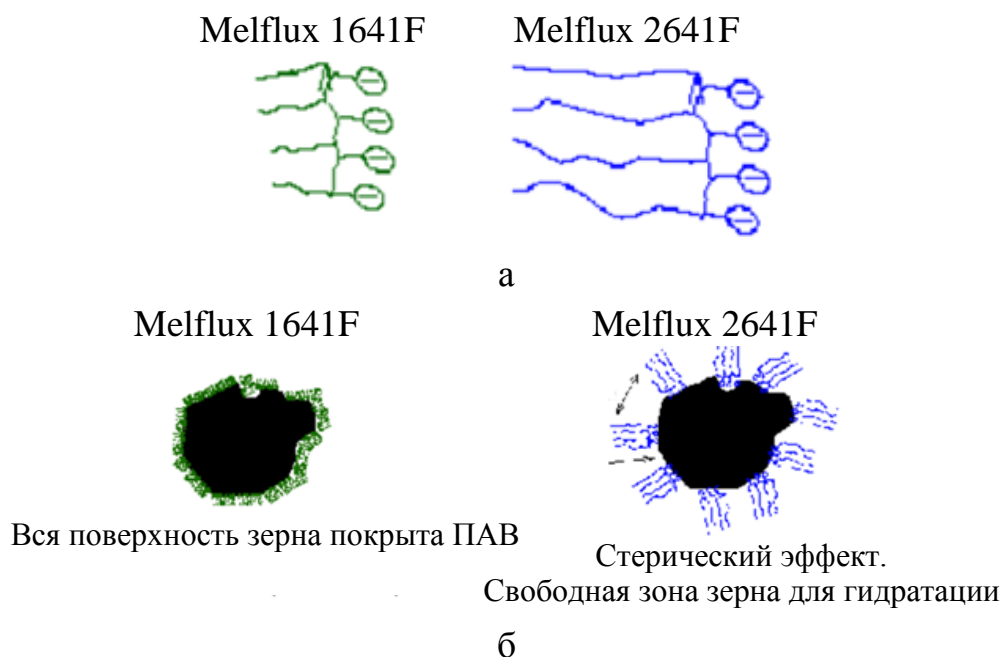 Melflux 1641F Melflux 2641F
а
Melflux 1641F Melflux 2641F
Вся поверхность зерна покрыта ПАВ
Стерический эффект.
Свободная зона зерна для гидратации
б